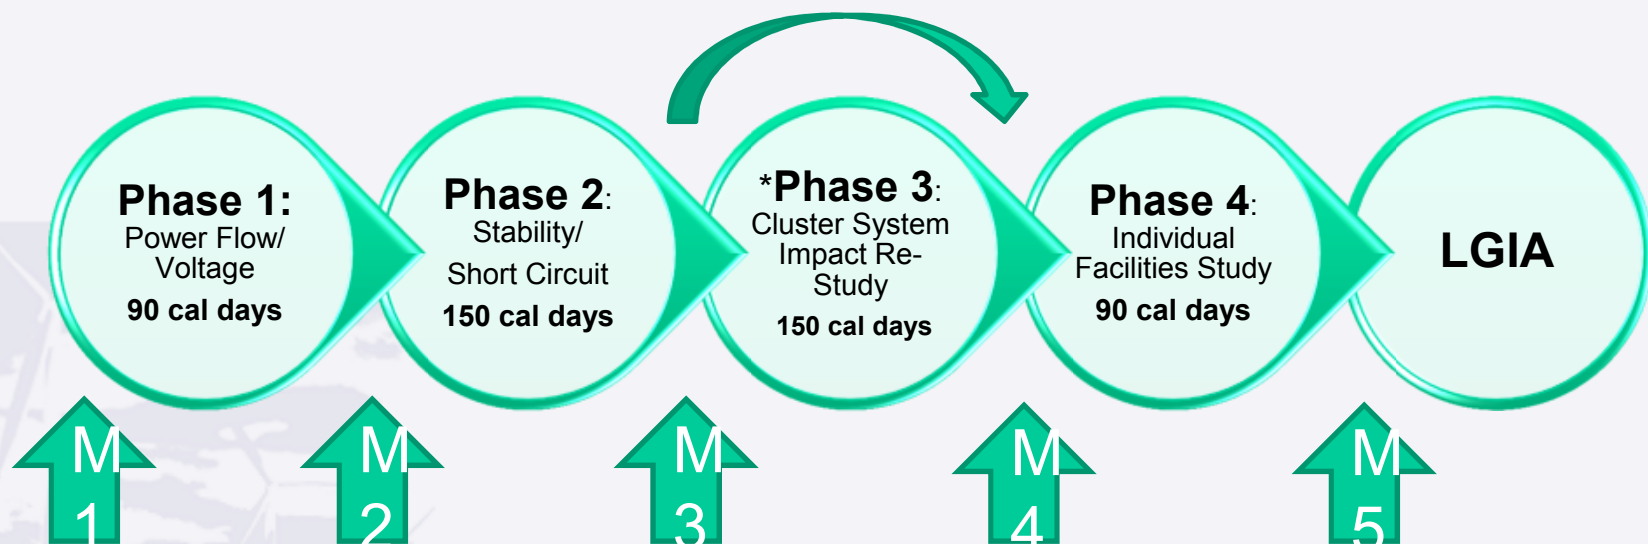 Phase 1:
Power Flow/
Voltage
90 cal days
Phase 2:
Stability/
Short Circuit
150 cal days
*Phase 3:
Cluster System
Impact Re-
Study
150 cal days
Phase 4:
Individual
Facilities Study
90 cal days
LGIA
M
1
M
2
M
3
M
4
M
5